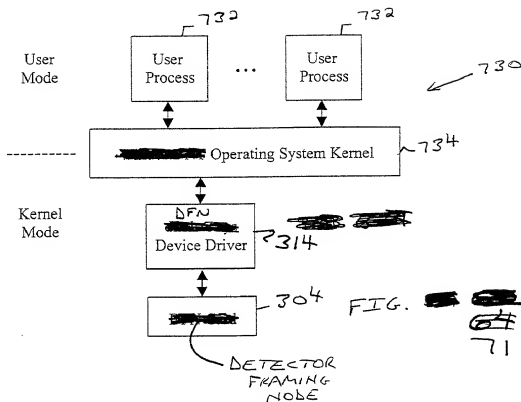 732
732
User Mode
User Process
...
User Process
730
Operating System Kernel
734
Kernel Mode
DFN
Device Driver
314
304
FIG.
64
71
DETECTOR
FRAMING
NODE